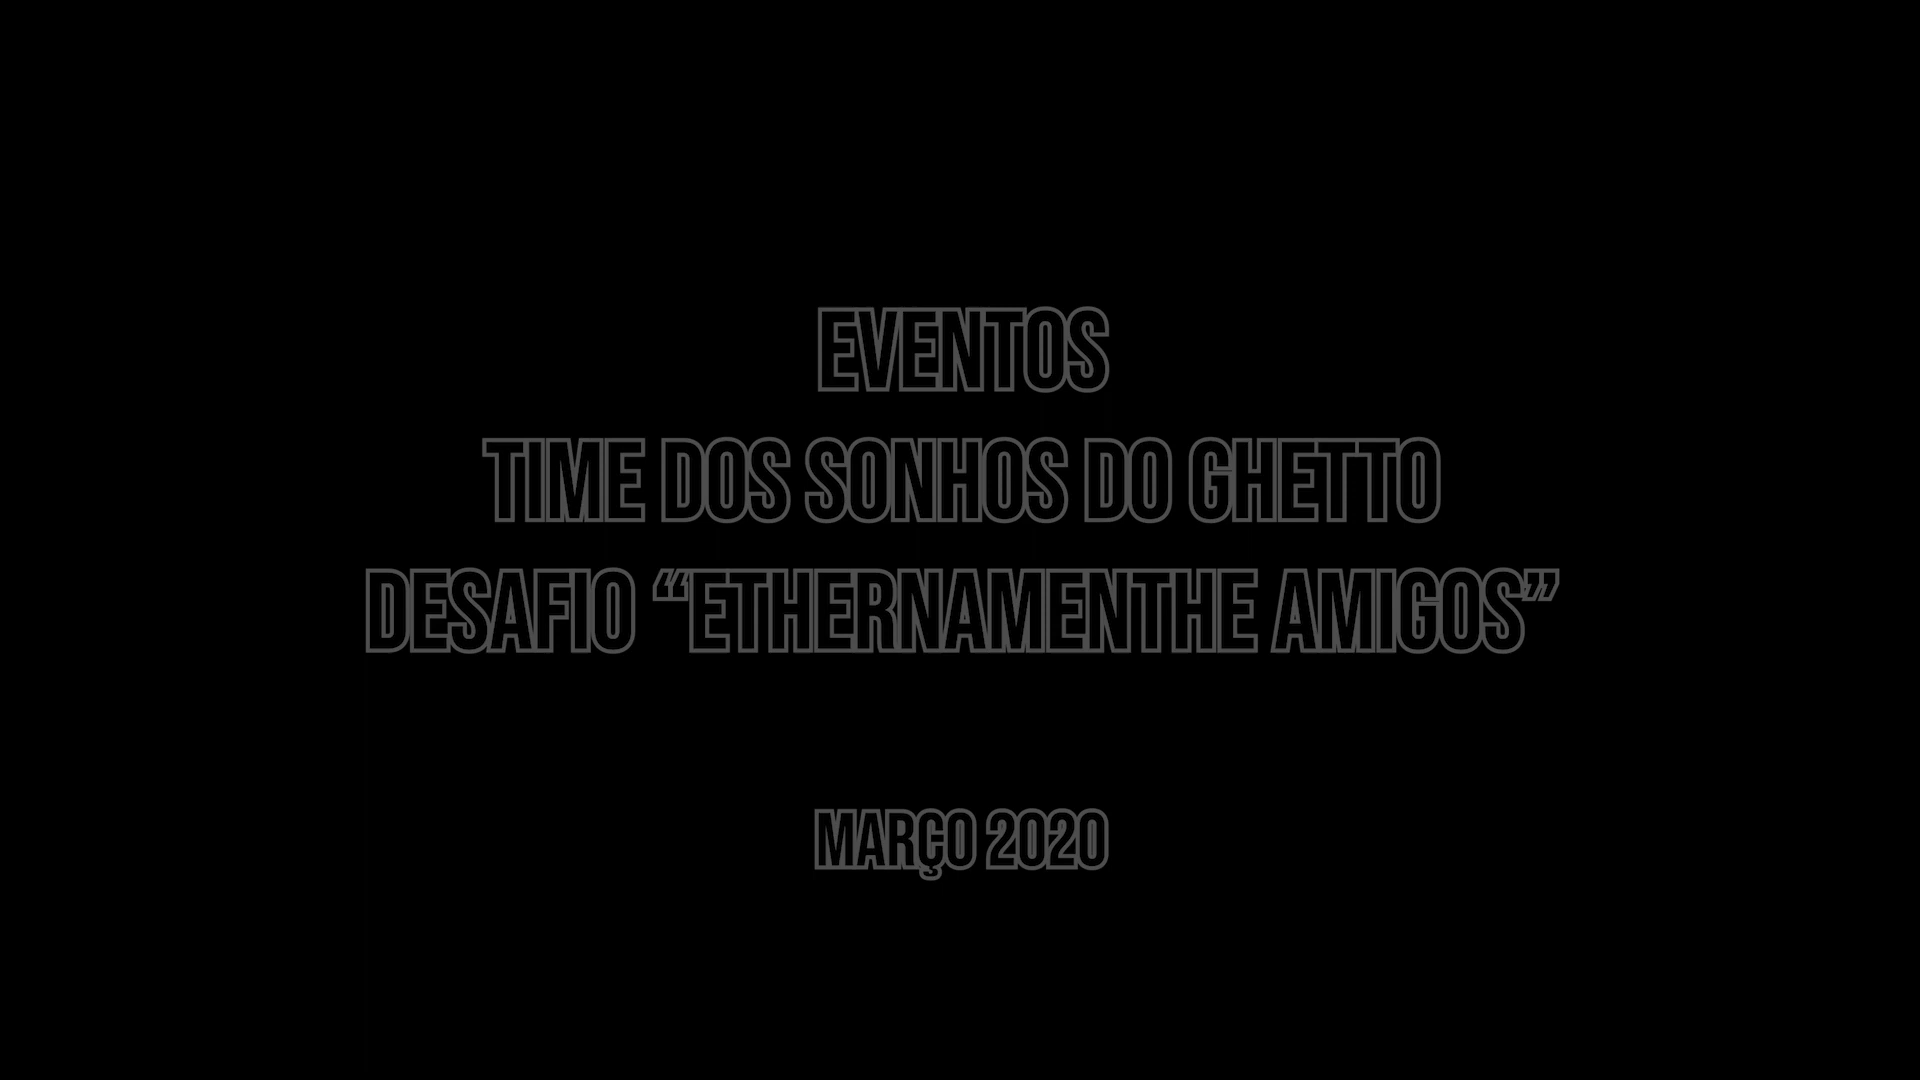 EVENTOS
TIME DOS SONHOS DO GHETTO
DESAFIO “ETHERNAMENTHE AMIGOS”
MARÇO 2020